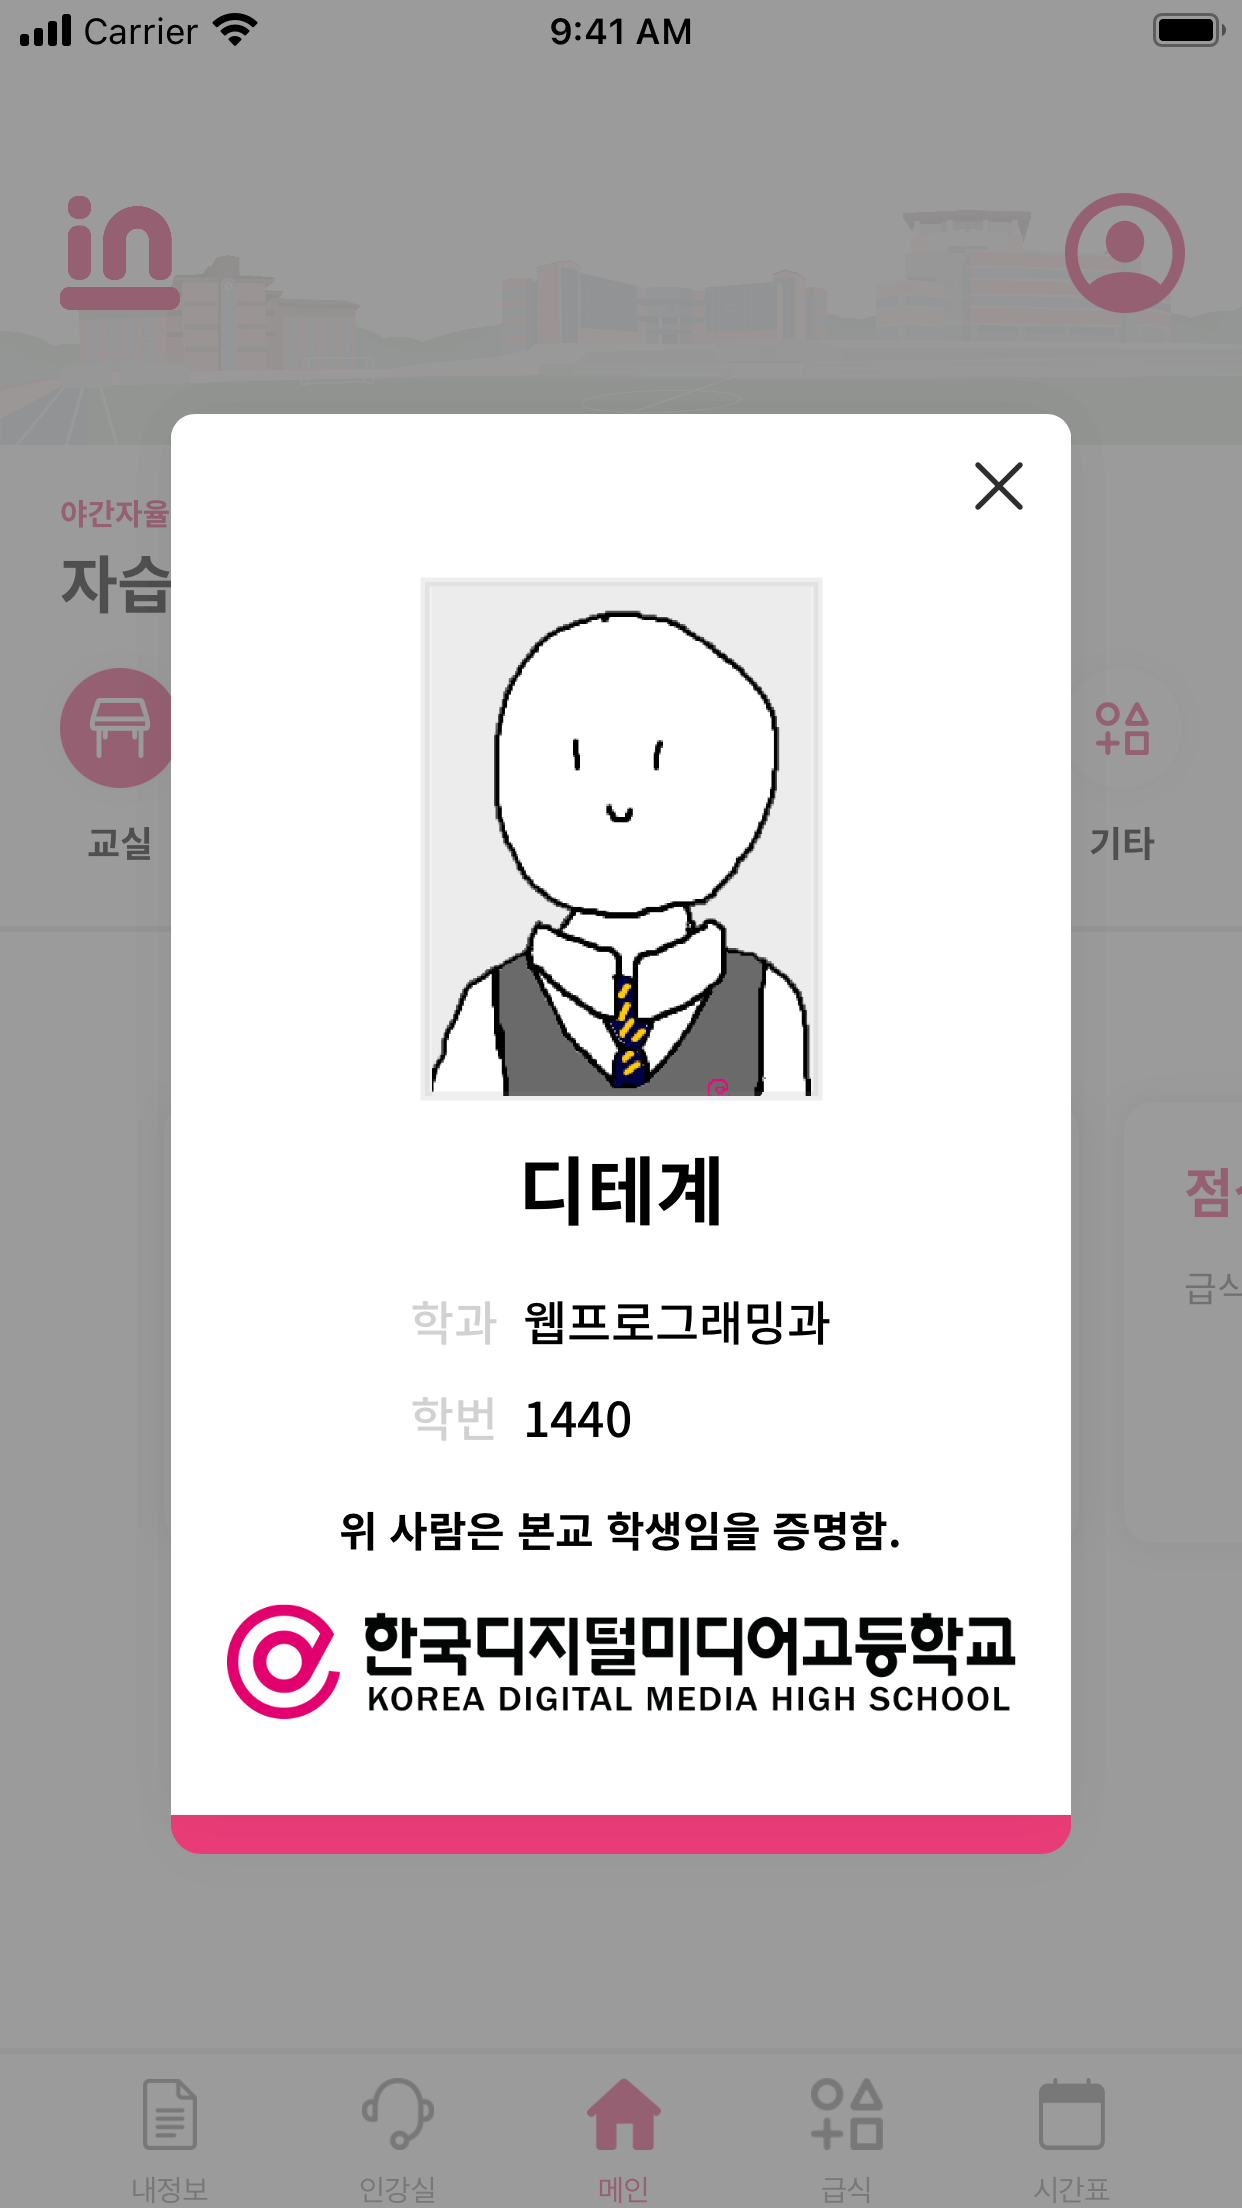 Carrier
9:41 AM
in
야간자율
자습
교실
기타
디테계
학과 웹프로그래밍과
학번 1440
위 사람은 본교 학생임을 증명함.
한국디지털미디어고등학교
KOREA DIGITAL MEDIA HIGH SCHOOL
점
급식
내정보
인강실
메인
급식
시간표